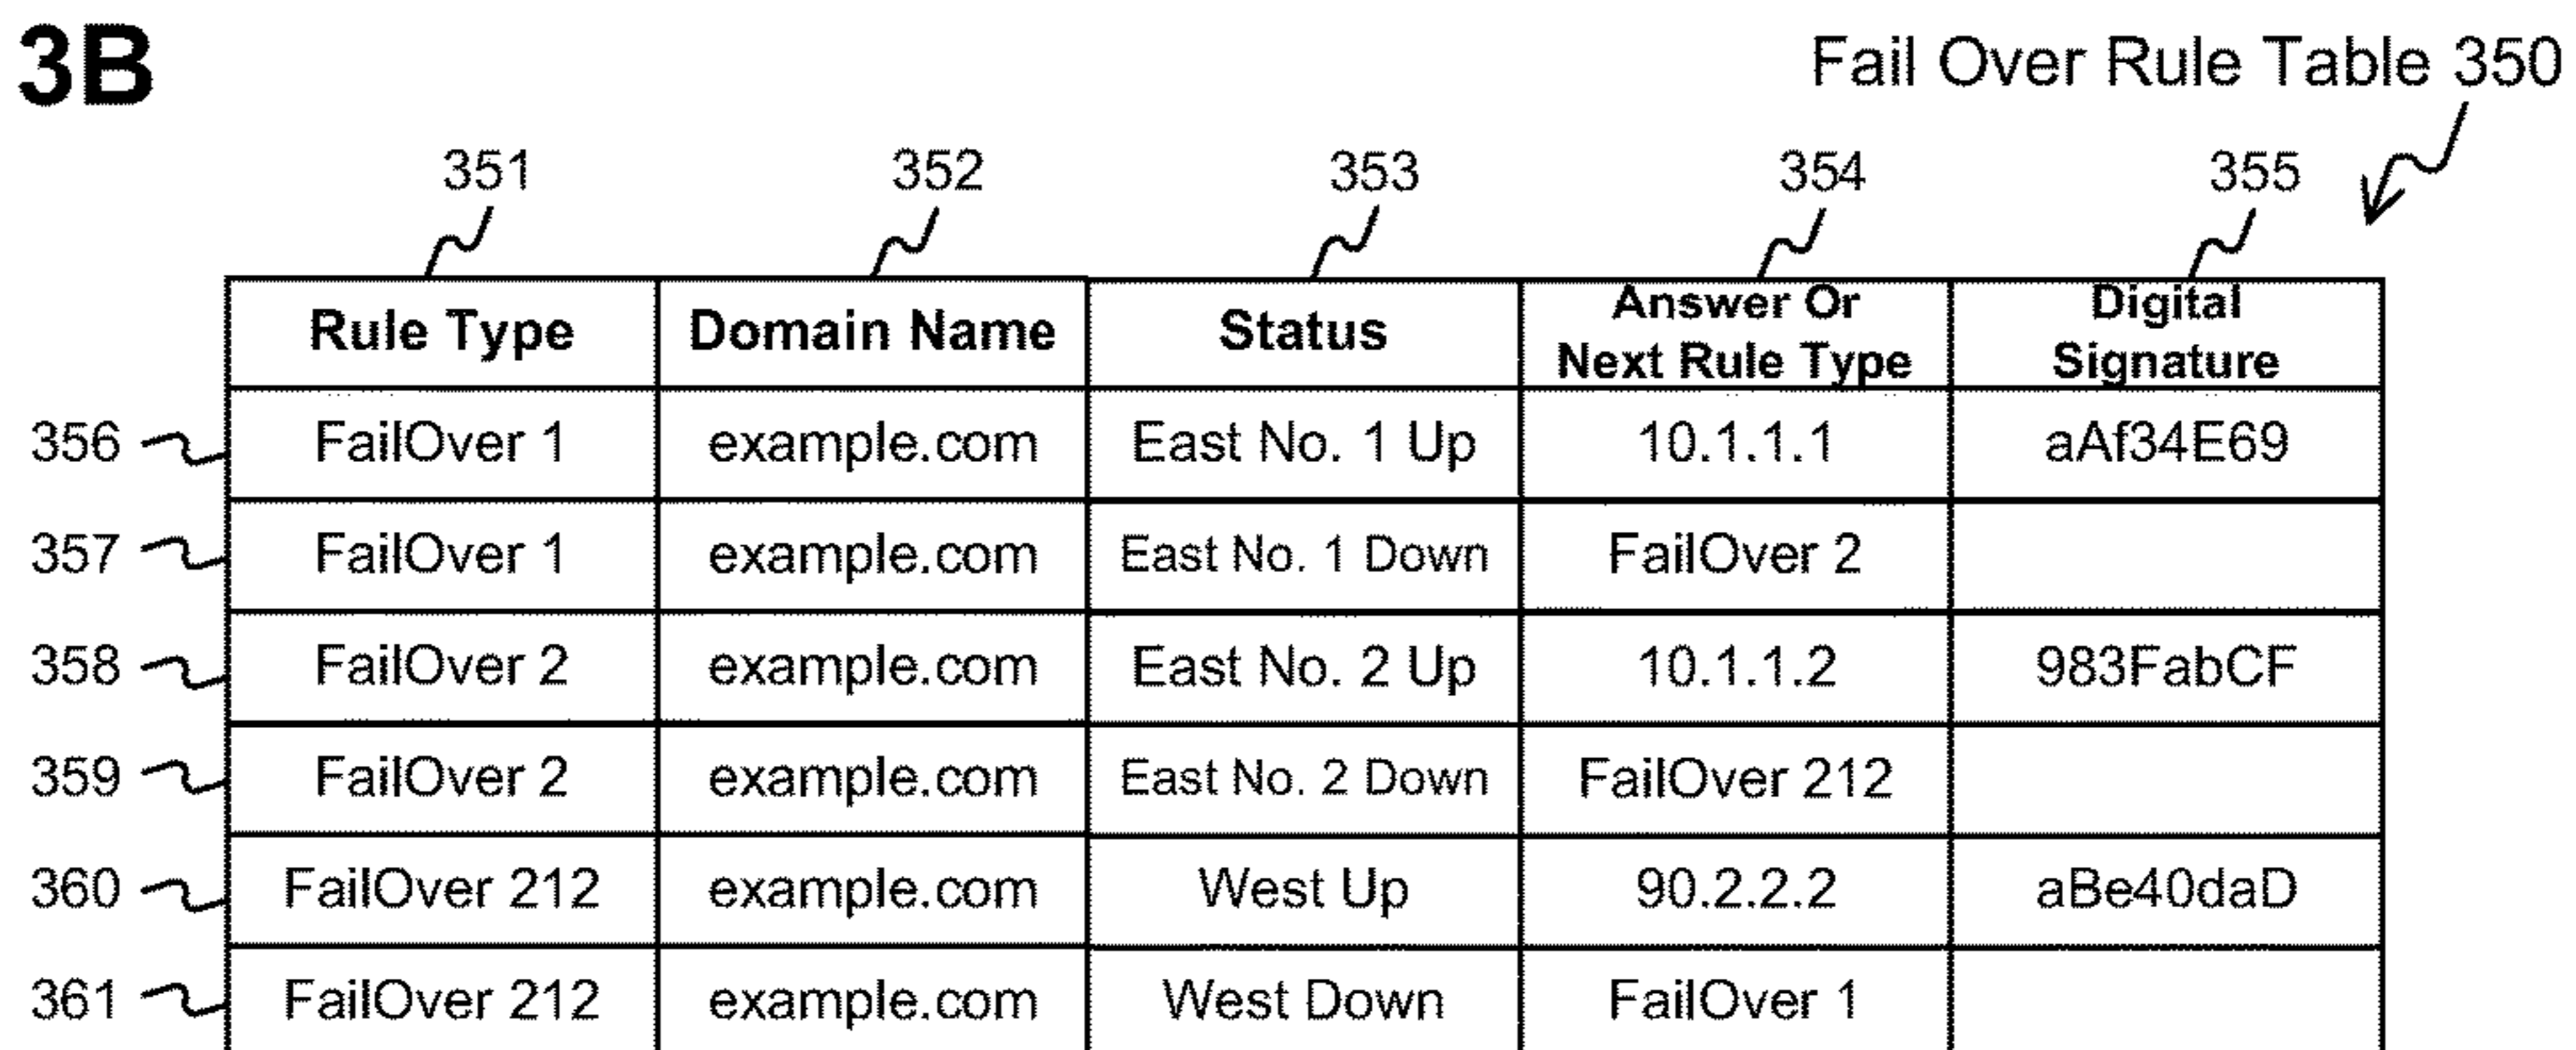 3B
Fail Over Rule Table 350
351 352 353 354 355
Rule Type Domain Name Status Answer Or Next Rule Type Digital Signature
356 FailOver 1 example.com East No. 1 Up 10.1.1.1 aAf34E69
357 FailOver 1 example.com East No. 1 Down FailOver 2
358 FailOver 2 example.com East No. 2 Up 10.1.1.2 983FabCF
359 FailOver 2 example.com East No. 2 Down FailOver 212
360 FailOver 212 example.com West Up 90.2.2.2 aBe40daD
361 FailOver 212 example.com West Down FailOver 1